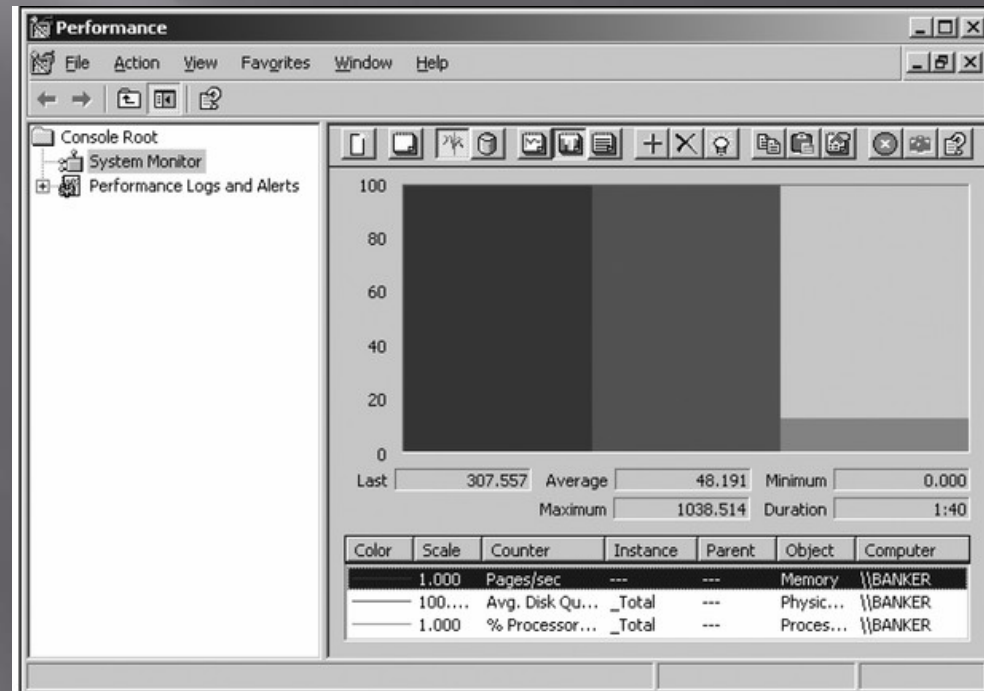 Performance
File Action View Favorites Window Help
Console Root
System Monitor
Performance Logs and Alerts
100
80
60
40
20
0
Last 307.557 Average 48.191 Minimum 0.000
Maximum 1038.514 Duration 1:40
Color Scale Counter Instance Parent Object Computer
1.000 Pages/sec --- --- Memory \\BANKER
100.... Avg. Disk Qu... _Total --- Physic... \\BANKER
1.000 % Processor... _Total --- Proces... \\BANKER